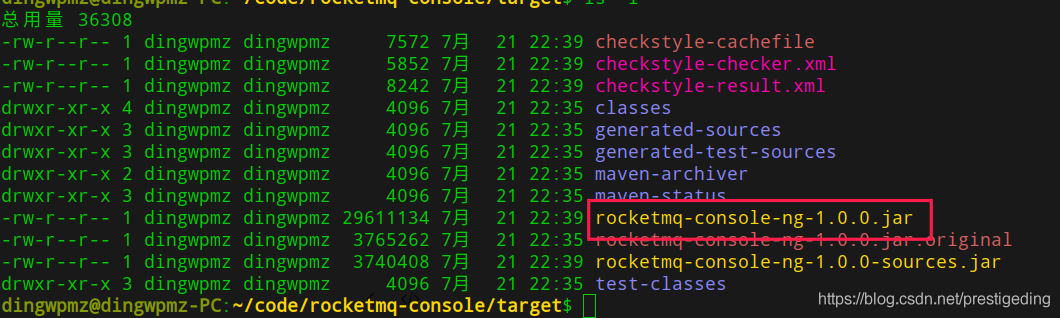 dingwpmz@dingwpmz-PC:~/code/rocketmq-console/target$ ls -l
总用量 36308
-rw-r--r-- 1 dingwpmz dingwpmz 7572 7月 21 22:39 checkstyle-cachefile
-rw-r--r-- 1 dingwpmz dingwpmz 5852 7月 21 22:39 checkstyle-checker.xml
-rw-r--r-- 1 dingwpmz dingwpmz 8242 7月 21 22:39 checkstyle-result.xml
drwxr-xr-x 4 dingwpmz dingwpmz 4096 7月 21 22:35 classes
drwxr-xr-x 3 dingwpmz dingwpmz 4096 7月 21 22:35 generated-sources
drwxr-xr-x 3 dingwpmz dingwpmz 4096 7月 21 22:35 generated-test-sources
drwxr-xr-x 2 dingwpmz dingwpmz 4096 7月 21 22:35 maven-archiver
drwxr-xr-x 3 dingwpmz dingwpmz 4096 7月 21 22:35 maven-status
-rw-r--r-- 1 dingwpmz dingwpmz 29611134 7月 21 22:39 rocketmq-console-ng-1.0.0.jar
-rw-r--r-- 1 dingwpmz dingwpmz 3765262 7月 21 22:35 rocketmq-console-ng-1.0.0.jar.original
-rw-r--r-- 1 dingwpmz dingwpmz 3740408 7月 21 22:39 rocketmq-console-ng-1.0.0-sources.jar
drwxr-xr-x 3 dingwpmz dingwpmz 4096 7月 21 22:35 test-classes
dingwpmz@dingwpmz-PC:~/code/rocketmq-console/target$
https://blog.csdn.net/prestigeding